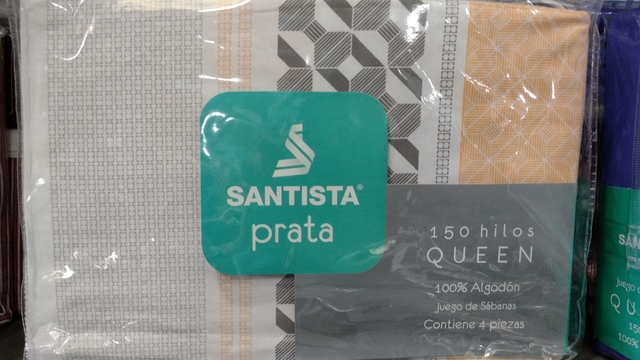 SANTISTA®
prata
150 hilos
QUEEN
100% Algodón
Juego de Sábanas
Contiene 4 piezas